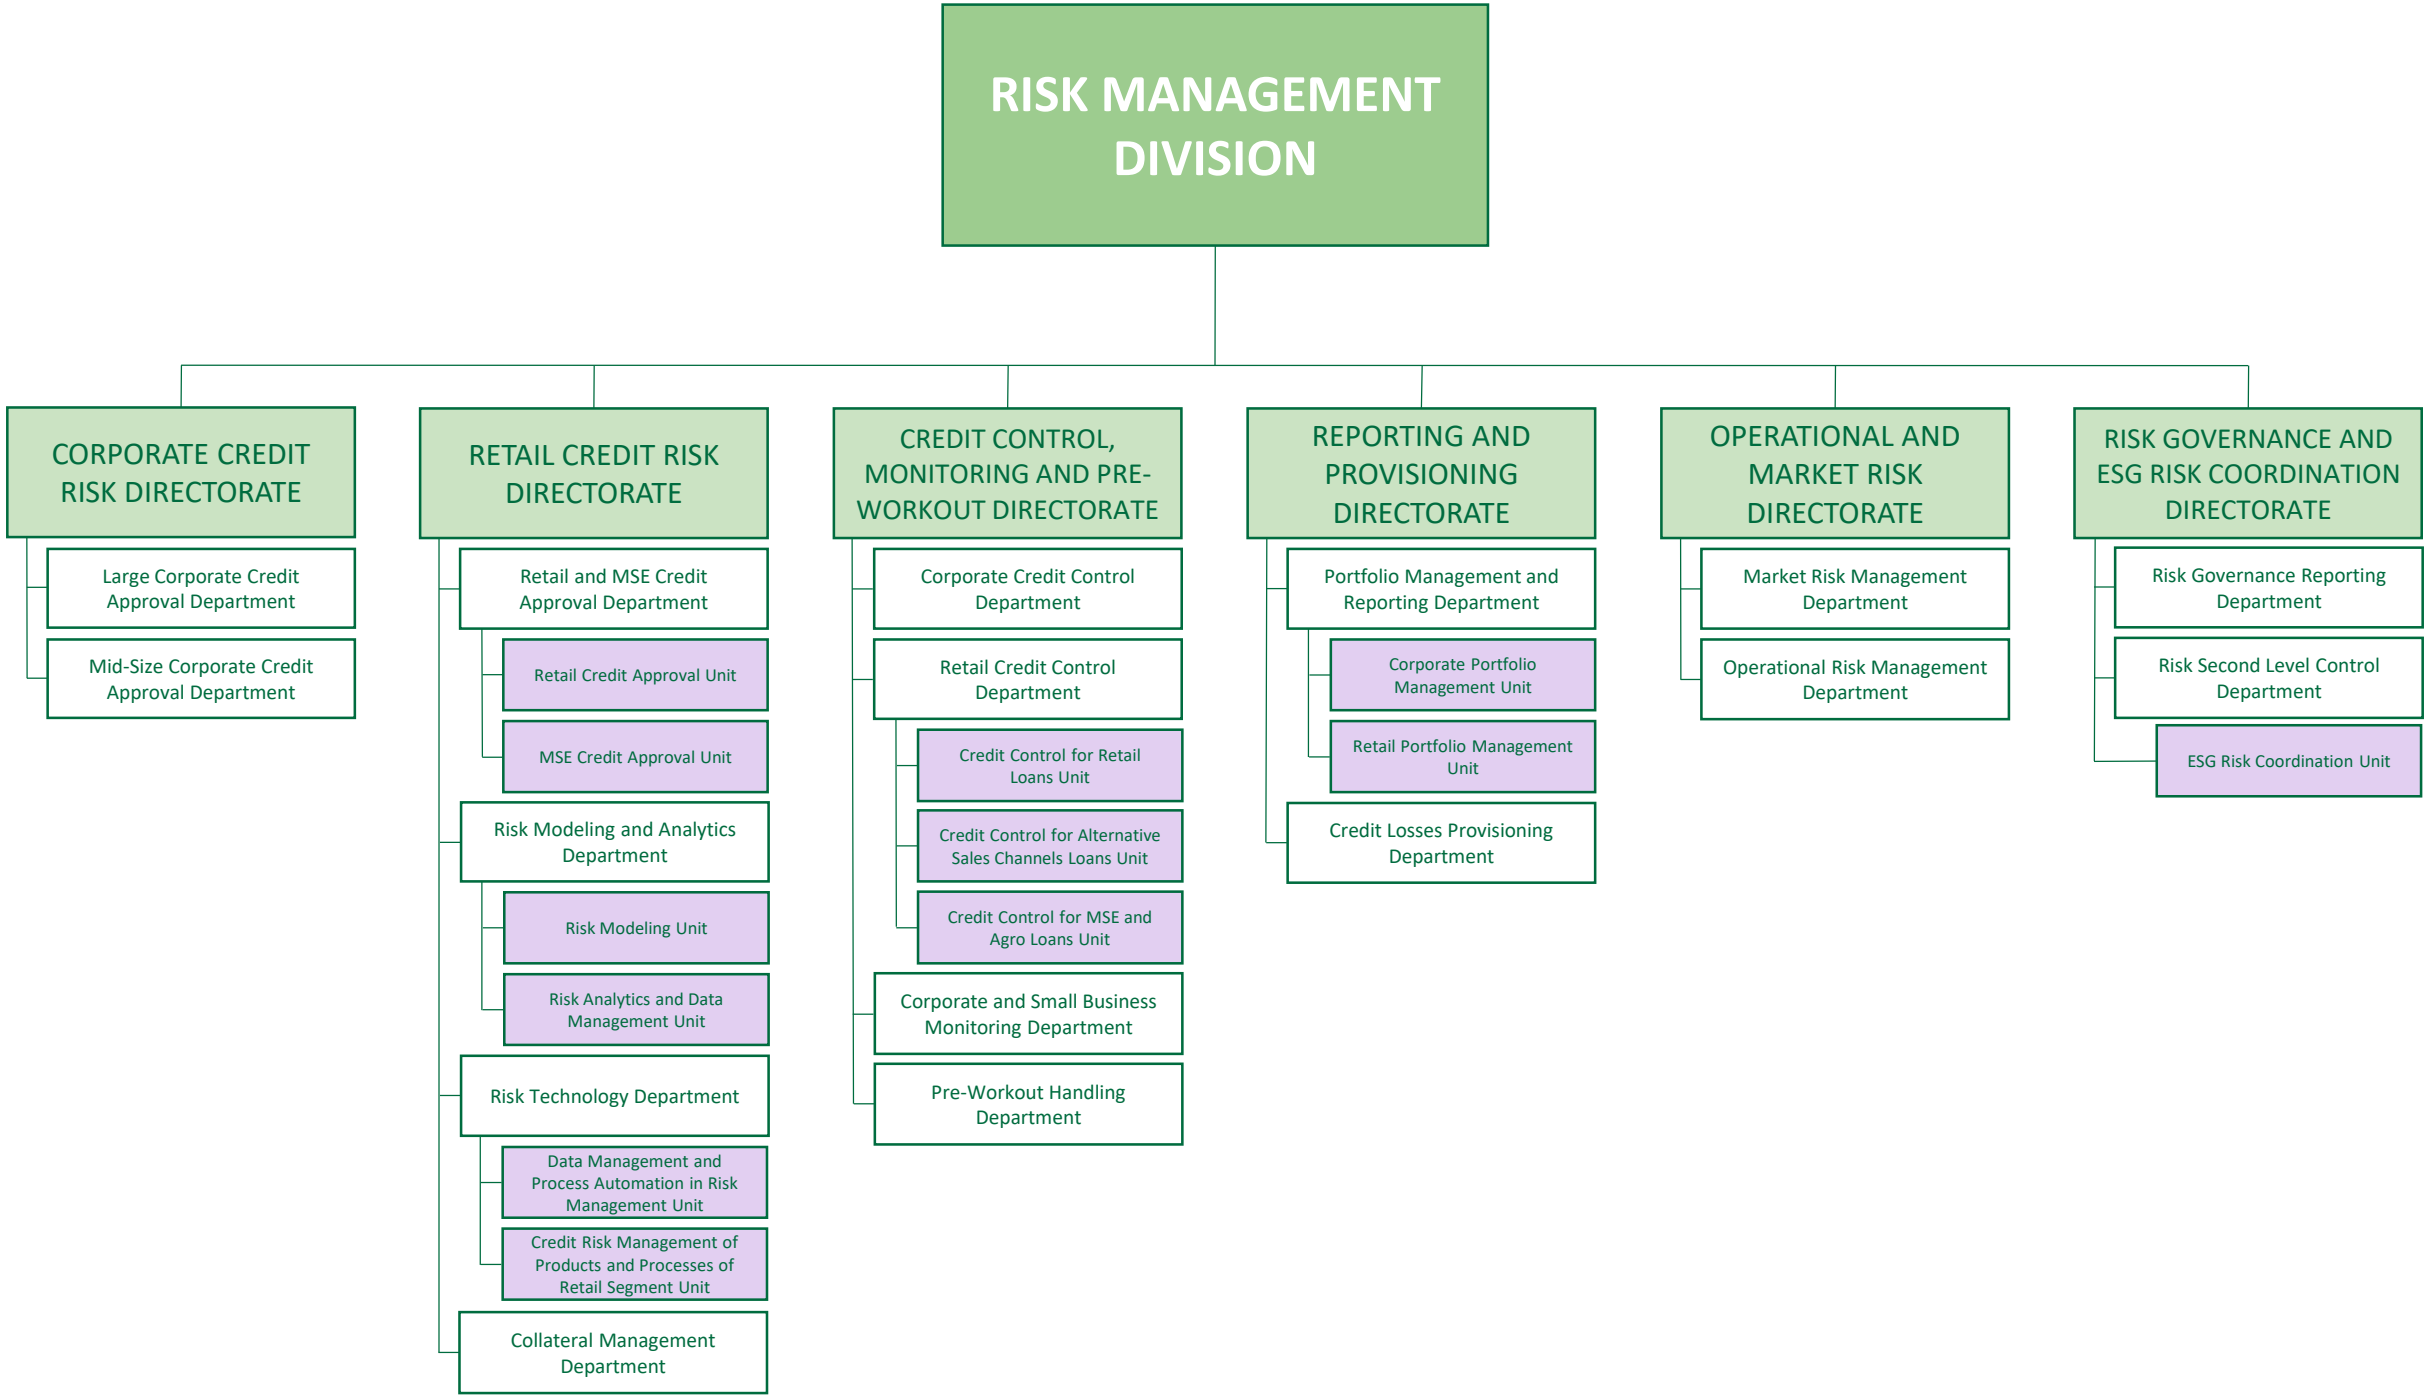 RISK MANAGEMENT
DIVISION
CORPORATE CREDIT
RISK DIRECTORATE
Large Corporate Credit
Approval Department
Mid-Size Corporate Credit
Approval Department
RETAIL CREDIT RISK
DIRECTORATE
Retail and MSE Credit
Approval Department
Retail Credit Approval Unit
MSE Credit Approval Unit
Risk Modeling and Analytics
Department
Risk Modeling Unit
Risk Analytics and Data
Management Unit
Risk Technology Department
Data Management and
Process Automation in Risk
Management Unit
Credit Risk Management of
Products and Processes of
Retail Segment Unit
Collateral Management
Department
CREDIT CONTROL,
MONITORING AND PRE-
WORKOUT DIRECTORATE
Corporate Credit Control
Department
Retail Credit Control
Department
Credit Control for Retail
Loans Unit
Credit Control for Alternative
Sales Channels Loans Unit
Credit Control for MSE and
Agro Loans Unit
Corporate and Small Business
Monitoring Department
Pre-Workout Handling
Department
REPORTING AND
PROVISIONING
DIRECTORATE
Portfolio Management and
Reporting Department
Corporate Portfolio
Management Unit
Retail Portfolio Management
Unit
Credit Losses Provisioning
Department
OPERATIONAL AND
MARKET RISK
DIRECTORATE
Market Risk Management
Department
Operational Risk Management
Department
RISK GOVERNANCE AND
ESG RISK COORDINATION
DIRECTORATE
Risk Governance Reporting
Department
Risk Second Level Control
Department
ESG Risk Coordination Unit